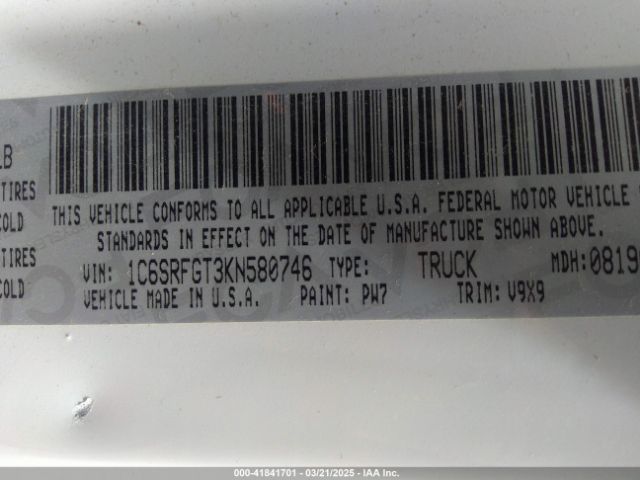 LB
TIRES
COLD
TIRES
COLD
THIS VEHICLE CONFORMS TO ALL APPLICABLE U.S.A. FEDERAL MOTOR VEHICLE
STANDARDS IN EFFECT ON THE DATE OF MANUFACTURE SHOWN ABOVE.
VIN: 1C6SRFGT3KN580746 TYPE: TRUCK MDH:0819
VEHICLE MADE IN U.S.A. PAINT: PW7 TRIM: V9X9
000-41841701 - 03/21/2025 - IAA Inc.